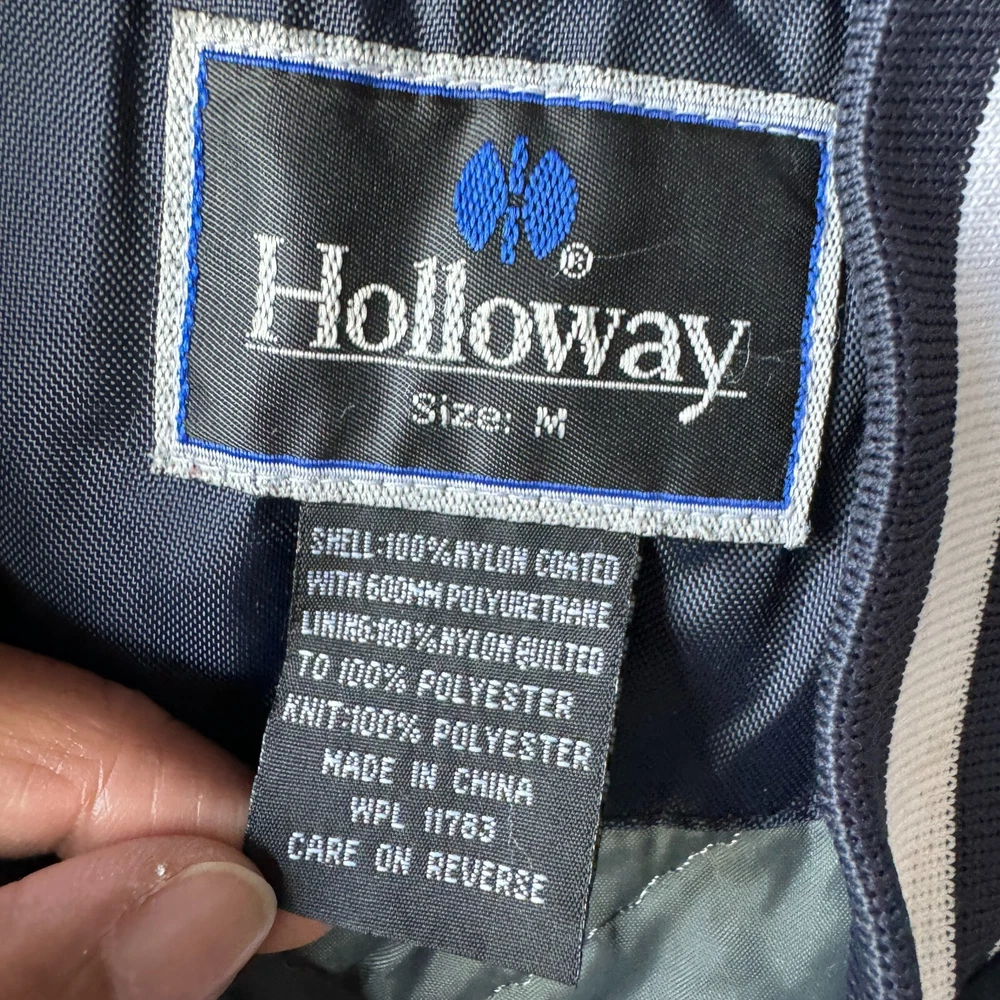 ®
Holloway
Size: M
SHELL:100%NYLON COATED
WITH 600MM POLYURETHANE
LINING:100%NYLON QUILTED
TO 100% POLYESTER
KNIT:100% POLYESTER
MADE IN CHINA
WPL 11783
CARE ON REVERSE